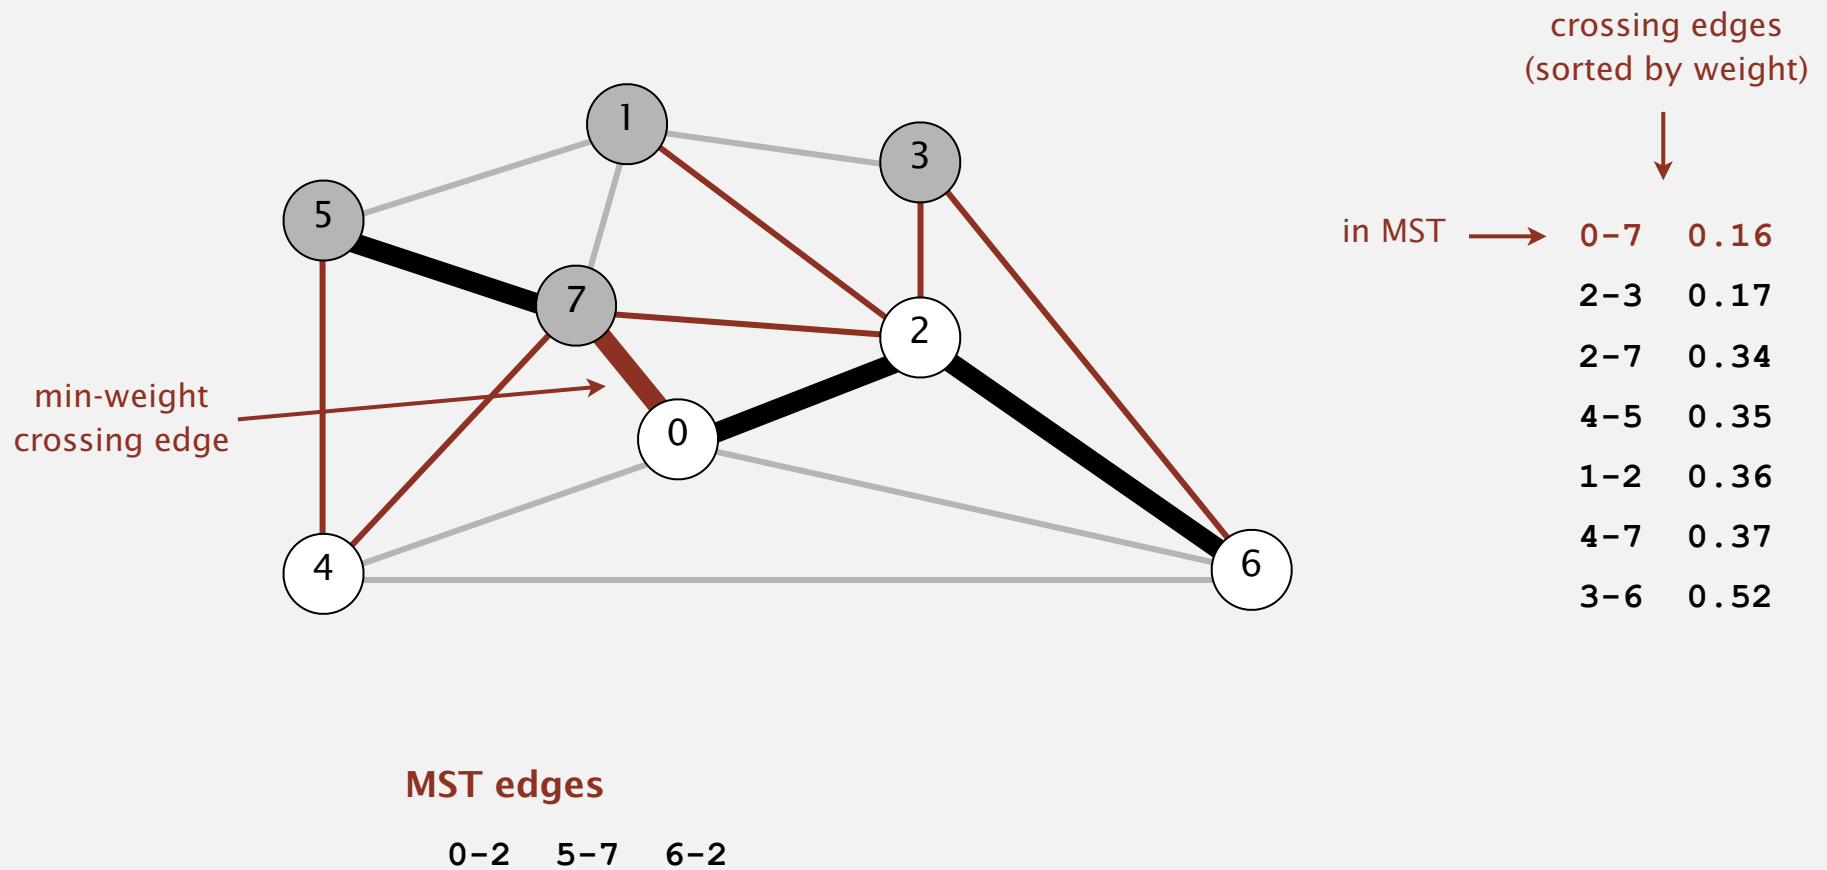 crossing edges
(sorted by weight)
1
3
5
in MST
0-7 0.16
7
2-3 0.17
2
2-7 0.34
min-weight
crossing edge
4-5 0.35
0
1-2 0.36
4-7 0.37
4
6
3-6 0.52
MST edges
0-2 5-7 6-2